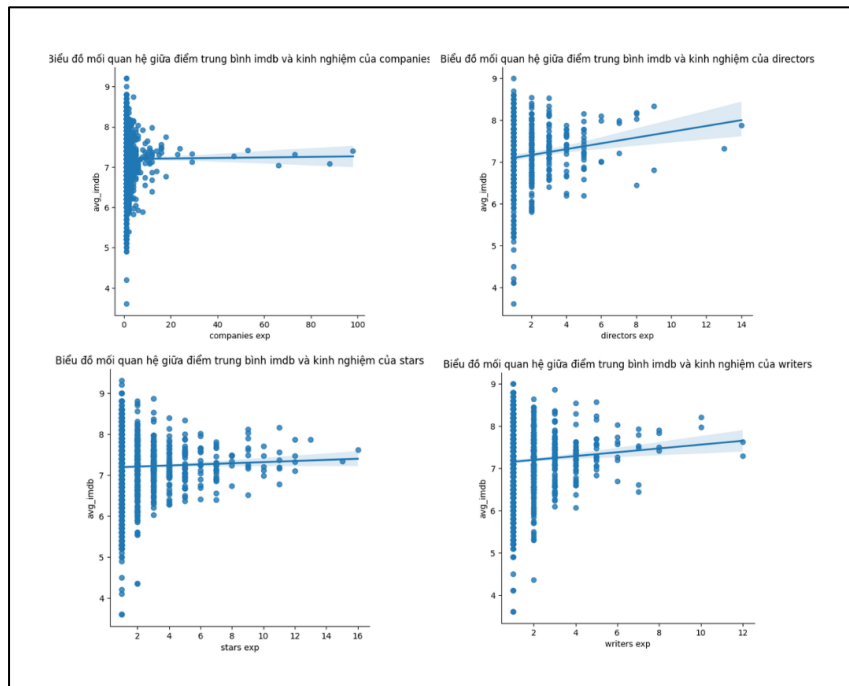 Biểu đồ mối quan hệ giữa điểm trung bình imdb và kinh nghiệm của companies
9
8
7
6
5
4
avg_imdb
0 20 40 60 80 100
companies exp
Biểu đồ mối quan hệ giữa điểm trung bình imdb và kinh nghiệm của directors
9
8
7
6
5
4
avg_imdb
2 4 6 8 10 12 14
directors exp
Biểu đồ mối quan hệ giữa điểm trung bình imdb và kinh nghiệm của stars
9
8
7
6
5
4
avg_imdb
2 4 6 8 10 12 14 16
stars exp
Biểu đồ mối quan hệ giữa điểm trung bình imdb và kinh nghiệm của writers
9
8
7
6
5
4
avg_imdb
2 4 6 8 10 12
writers exp